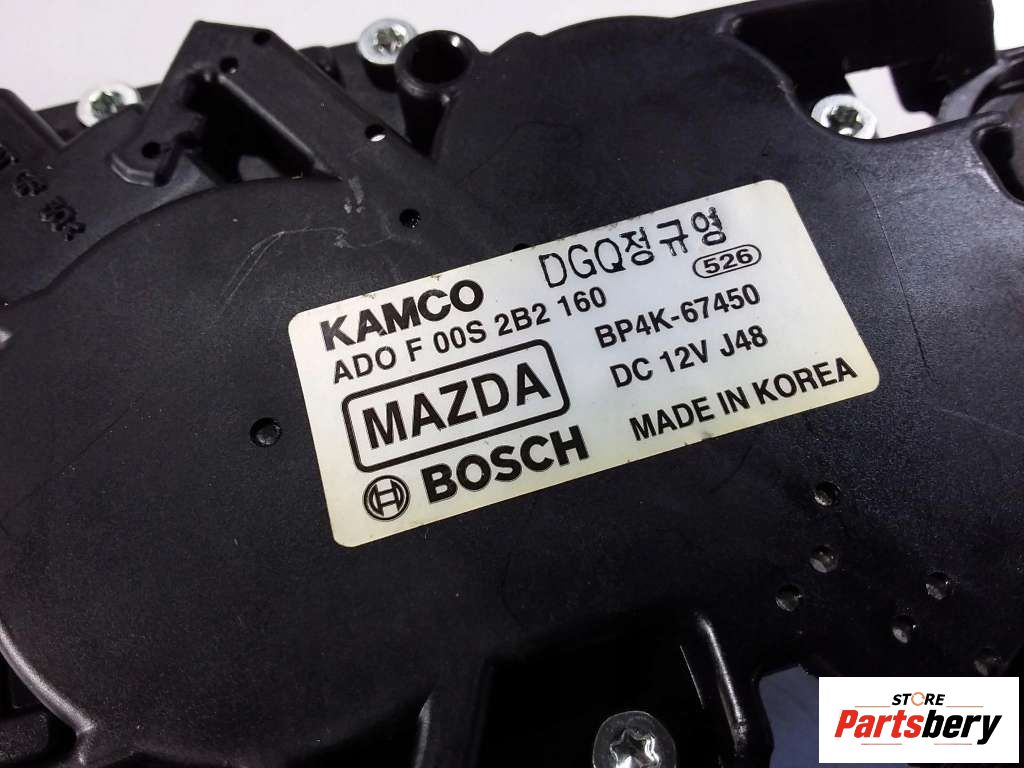 KAMCO DGQ정규영
ADO F 00S 2B2 160 526
MAZDA BP4K-67450
DC 12V J48
BOSCH MADE IN KOREA
STORE
Partsbery